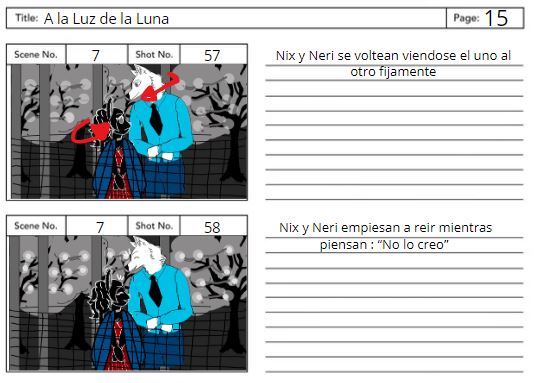 Title: A la Luz de la Luna
Page: 15
Scene No. 7 Shot No. 57
Nix y Neri se voltean viendose el uno al
otro fijamente
Scene No. 7 Shot No. 58
Nix y Neri empiesan a reir mientras
piensan : “No lo creo”